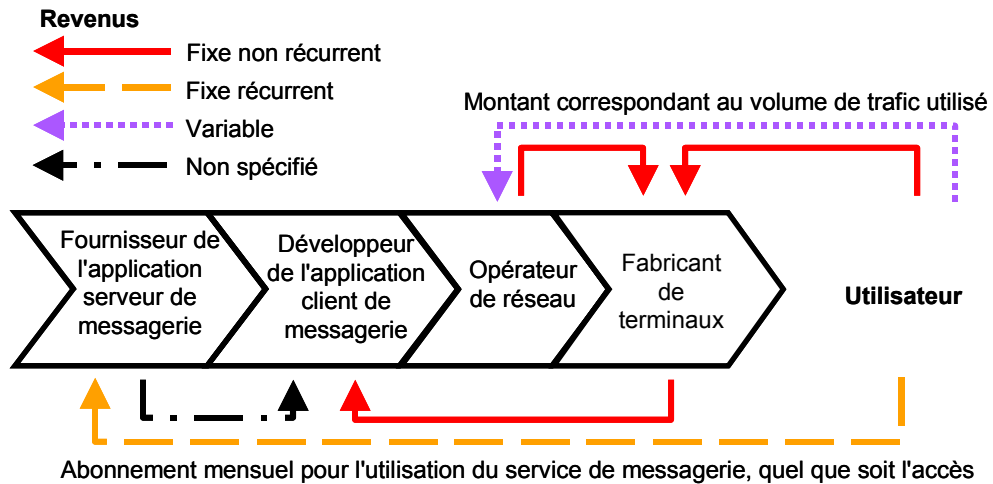 Revenus
Fixe non récurrent
Fixe récurrent
Variable
Non spécifié
Montant correspondant au volume de trafic utilisé
Fournisseur de
l'application
serveur de
messagerie
Développeur
de l'application
client de
messagerie
Opérateur
de réseau
Fabricant
de
terminaux
Utilisateur
Abonnement mensuel pour l'utilisation du service de messagerie, quel que soit l'accès